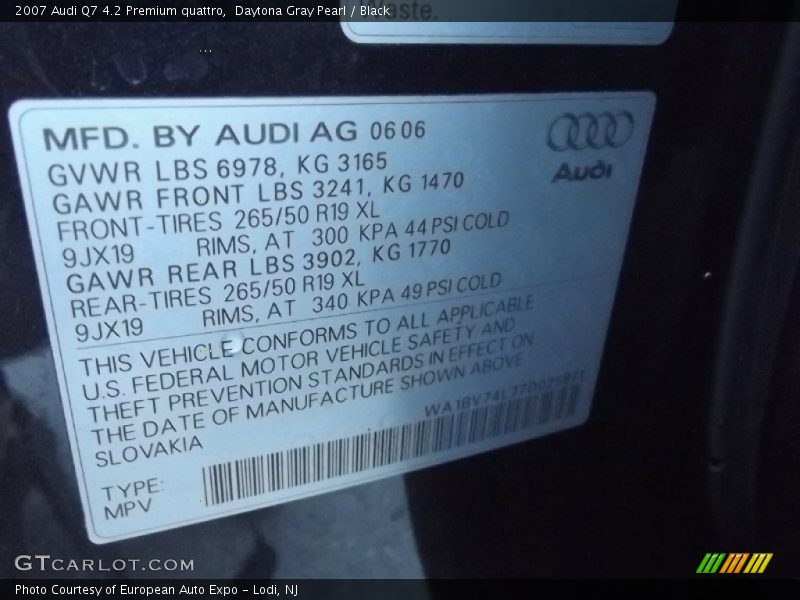 2007 Audi Q7 4.2 Premium quattro, Daytona Gray Pearl / Black
aste.
MFD. BY AUDI AG 0606
Audi
GVWR LBS 6978, KG 3165
GAWR FRONT LBS 3241, KG 1470
FRONT-TIRES 265/50 R19 XL
9JX19 RIMS, AT 300 KPA 44 PSI COLD
GAWR REAR LBS 3902, KG 1770
REAR-TIRES 265/50 R19 XL
9JX19 RIMS, AT 340 KPA 49 PSI COLD
THIS VEHICLE CONFORMS TO ALL APPLICABLE
U.S. FEDERAL MOTOR VEHICLE SAFETY AND
THEFT PREVENTION STANDARDS IN EFFECT ON
THE DATE OF MANUFACTURE SHOWN ABOVE
SLOVAKIA
TYPE:
MPV
GTCARLOT.COM
Photo Courtesy of European Auto Expo - Lodi, NJ